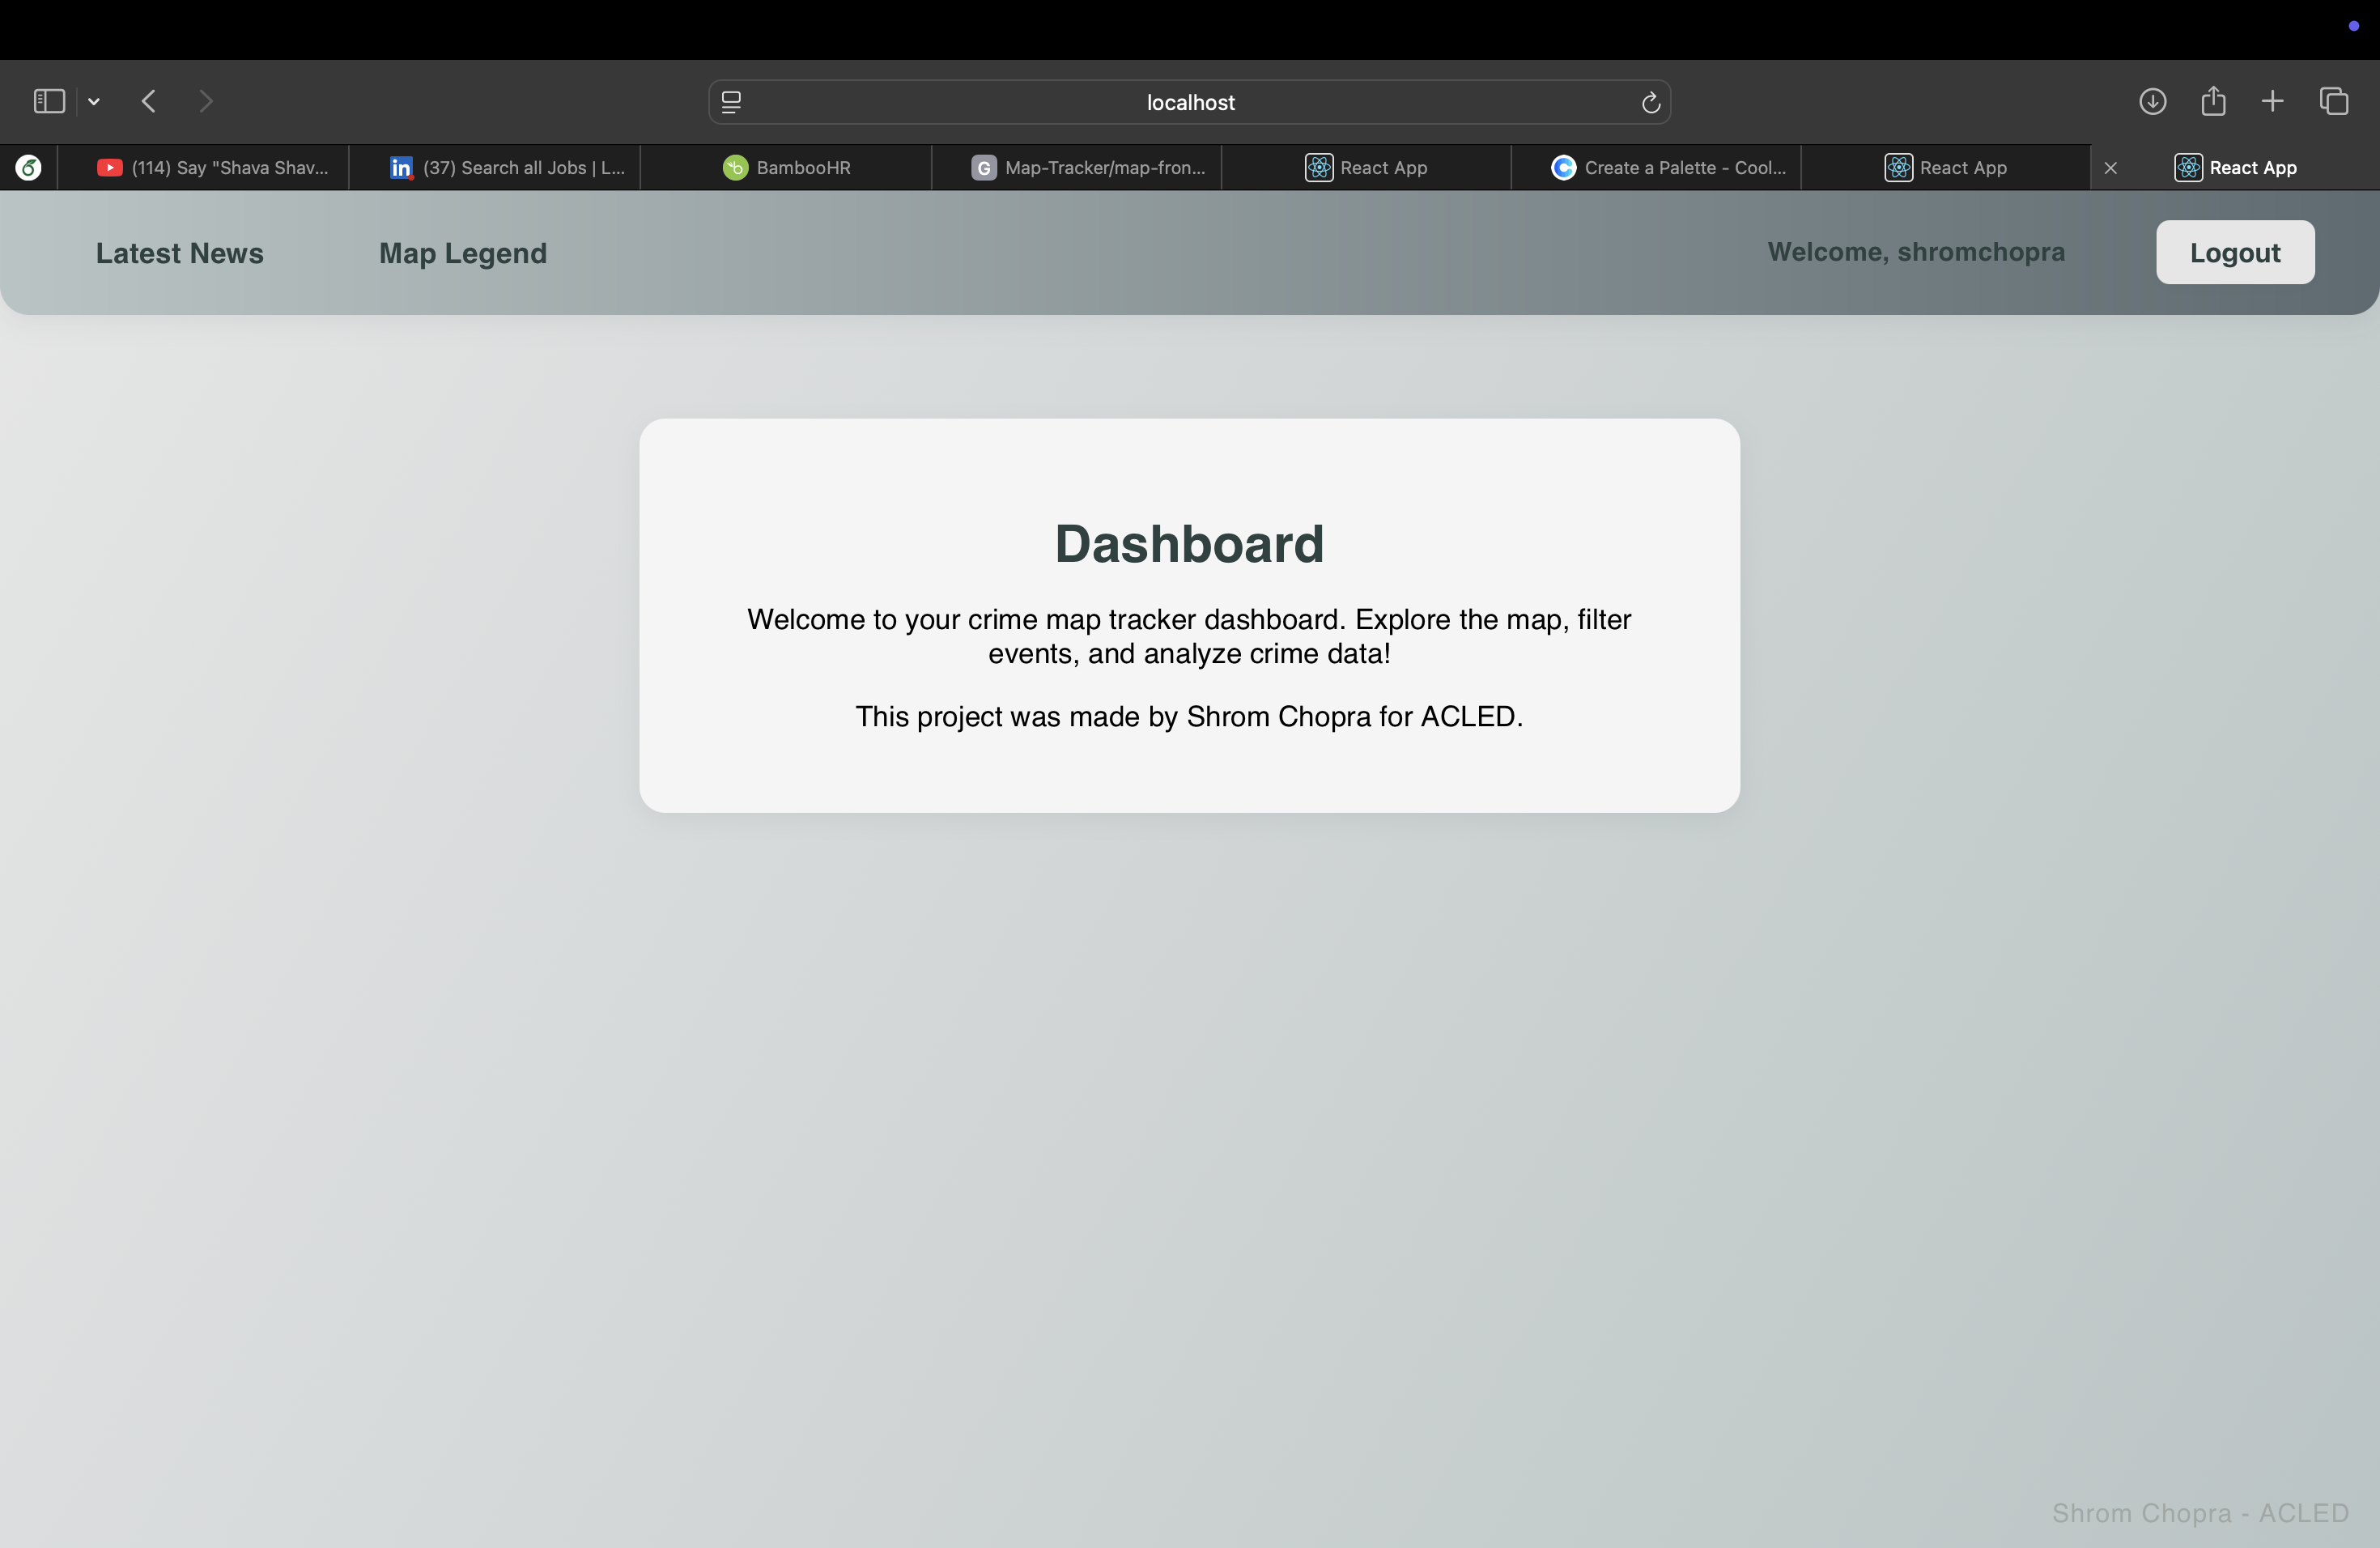 localhost
(114) Say "Shava Shav...
(37) Search all Jobs | L...
BambooHR
G Map-Tracker/map-fron...
React App
Create a Palette - Cool...
React App
React App
Latest News
Map Legend
Welcome, shromchopra
Logout
Dashboard
Welcome to your crime map tracker dashboard. Explore the map, filter
events, and analyze crime data!
This project was made by Shrom Chopra for ACLED.
Shrom Chopra - ACLED